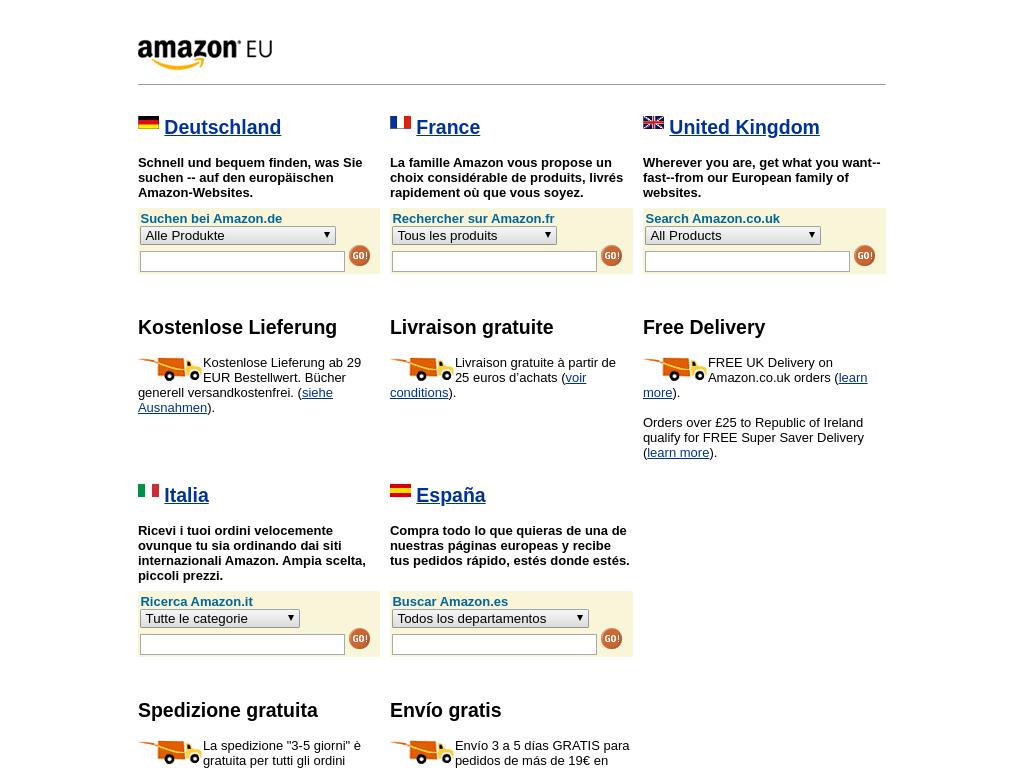 amazon EU
Deutschland
Schnell und bequem finden, was Sie
suchen -- auf den europäischen
Amazon-Websites.
Suchen bei Amazon.de
Alle Produkte
GO!
France
La famille Amazon vous propose un
choix considérable de produits, livrés
rapidement où que vous soyez.
Rechercher sur Amazon.fr
Tous les produits
GO!
United Kingdom
Wherever you are, get what you want--
fast--from our European family of
websites.
Search Amazon.co.uk
All Products
GO!
Kostenlose Lieferung
Kostenlose Lieferung ab 29
EUR Bestellwert. Bücher
generell versandkostenfrei. (siehe
Ausnahmen).
Livraison gratuite
Livraison gratuite à partir de
25 euros d'achats (voir
conditions).
Free Delivery
FREE UK Delivery on
Amazon.co.uk orders (learn
more).
Orders over £25 to Republic of Ireland
qualify for FREE Super Saver Delivery
(learn more).
Italia
Ricevi i tuoi ordini velocemente
ovunque tu sia ordinando dai siti
internazionali Amazon. Ampia scelta,
piccoli prezzi.
Ricerca Amazon.it
Tutte le categorie
GO!
España
Compra todo lo que quieras de una de
nuestras páginas europeas y recibe
tus pedidos rápido, estés donde estés.
Buscar Amazon.es
Todos los departamentos
GO!
Spedizione gratuita
La spedizione "3-5 giorni" è
gratuita per tutti gli ordini
Envío gratis
Envío 3 a 5 días GRATIS para
pedidos de más de 19€ en